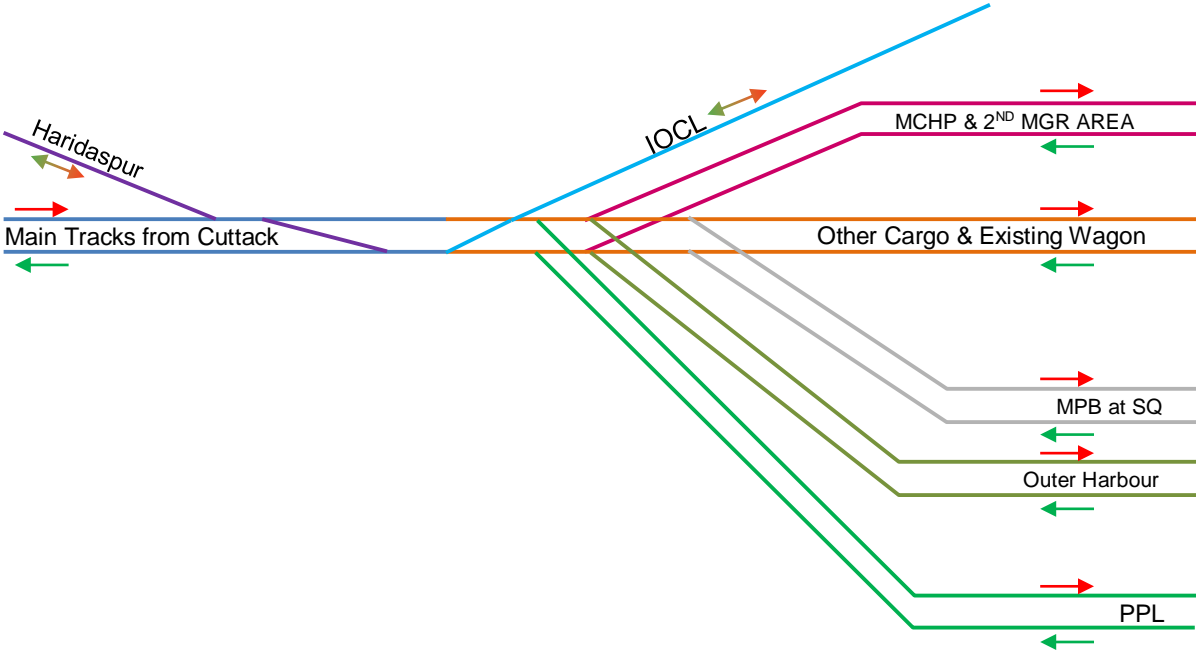 Haridaspur
IOCL
MCHP & 2ND MGR AREA
Main Tracks from Cuttack
Other Cargo & Existing Wagon
MPB at SQ
Outer Harbour
PPL